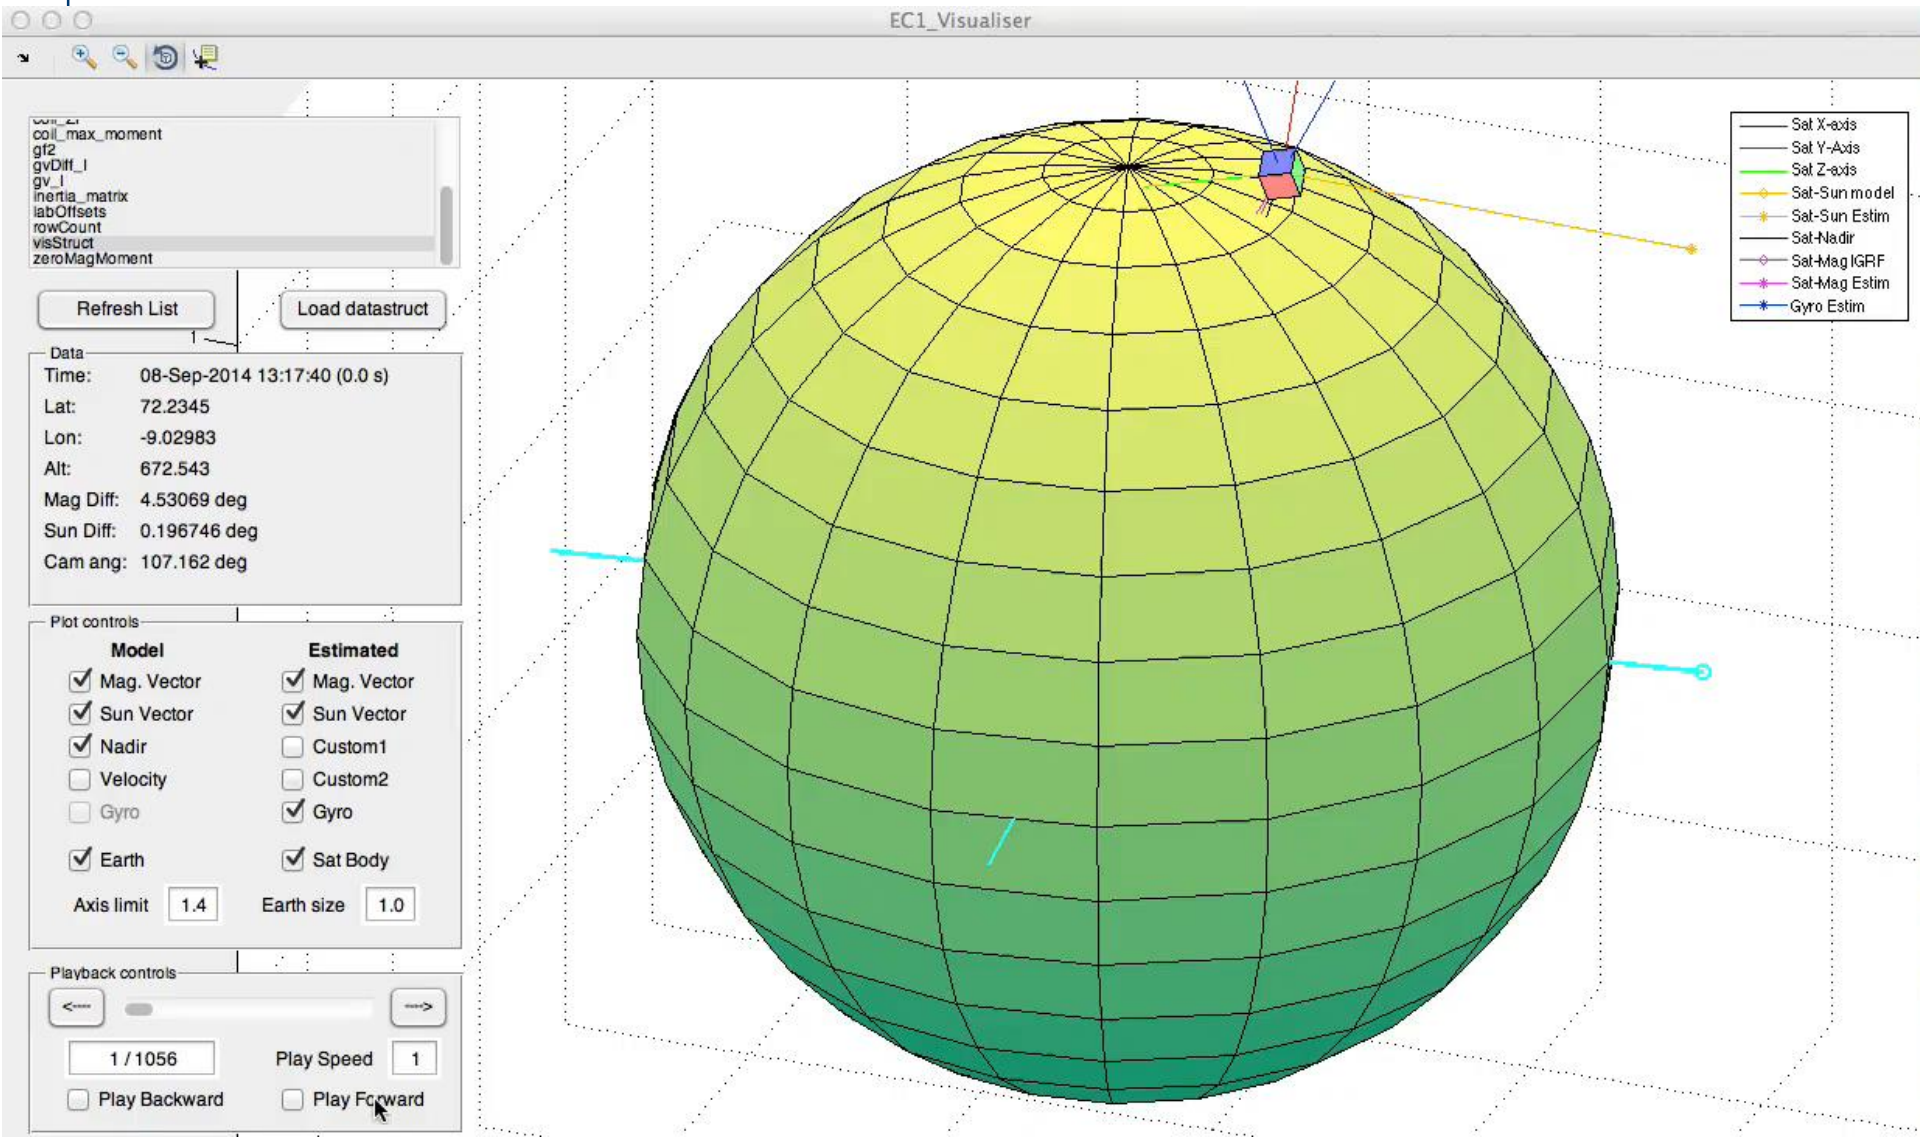 EC1_Visualiser
coil_max_moment
gf2
gvDiff_I
gv_I
inertia_matrix
labOffsets
rowCount
visStruct
zeroMagMoment
Refresh List
Load datastruct
1
Data
Time: 08-Sep-2014 13:17:40 (0.0 s)
Lat: 72.2345
Lon: -9.02983
Alt: 672.543
Mag Diff: 4.53069 deg
Sun Diff: 0.196746 deg
Cam ang: 107.162 deg
Plot controls
Model Estimated
Mag. Vector Mag. Vector
Sun Vector Sun Vector
Nadir Custom1
Velocity Custom2
Gyro Gyro
Earth Sat Body
Axis limit 1.4 Earth size 1.0
Playback controls
<---- ---->
1 / 1056 Play Speed 1
Play Backward Play Forward
Sat X-axis
Sat Y-Axis
Sat Z-axis
Sat-Sun model
Sat-Sun Estim
Sat-Nadir
Sat-Mag IGRF
Sat-Mag Estim
Gyro Estim